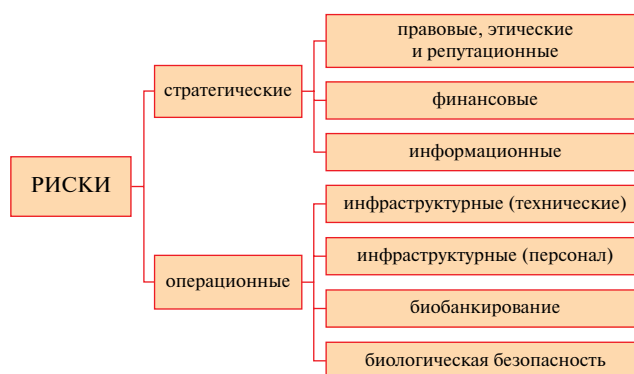 правовые, этические
и репутационные
стратегические
финансовые
информационные
РИСКИ
инфраструктурные (технические)
инфраструктурные (персонал)
операционные
биобанкирование
биологическая безопасность